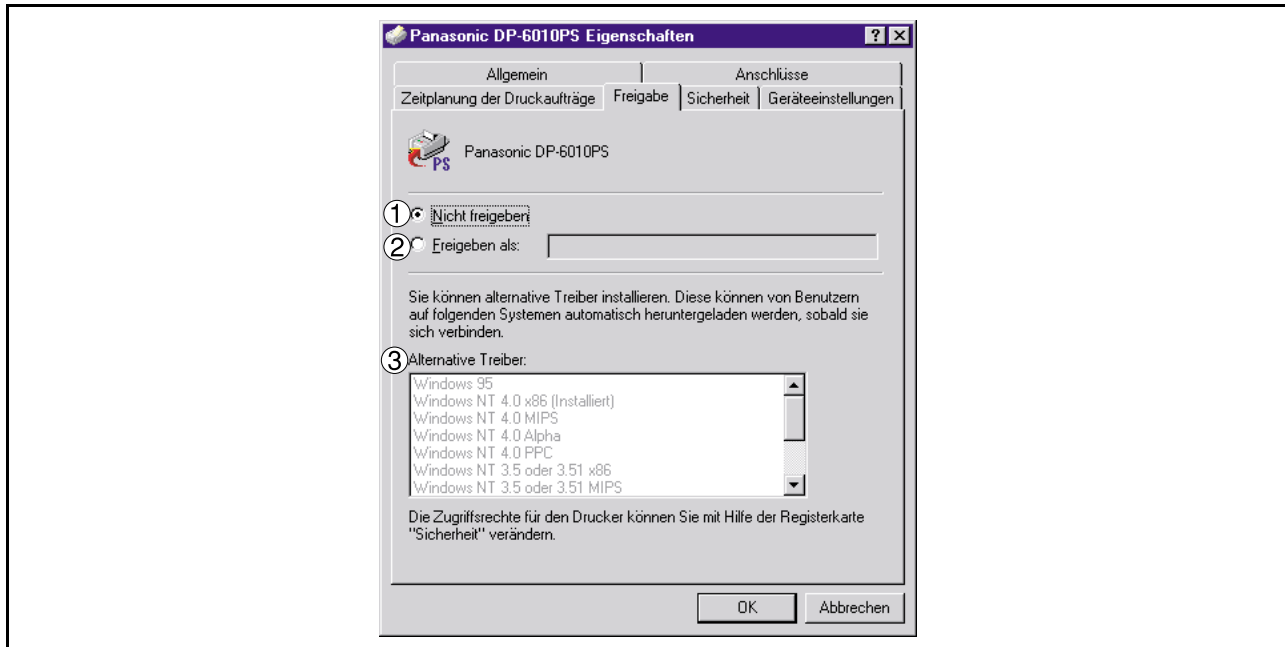 Panasonic DP-6010PS Eigenschaften
Allgemein Anschlüsse
Zeitplanung der Druckaufträge Freigabe Sicherheit Geräteeinstellungen
PS Panasonic DP-6010PS
① Nicht freigeben
② Freigeben als:
Sie können alternative Treiber installieren. Diese können von Benutzern
auf folgenden Systemen automatisch heruntergeladen werden, sobald sie
sich verbinden.
③ Alternative Treiber:
Windows 95
Windows NT 4.0 x86 (Installiert)
Windows NT 4.0 MIPS
Windows NT 4.0 Alpha
Windows NT 4.0 PPC
Windows NT 3.5 oder 3.51 x86
Windows NT 3.5 oder 3.51 MIPS
Die Zugriffsrechte für den Drucker können Sie mit Hilfe der Registerkarte
"Sicherheit" verändern.
OK Abbrechen